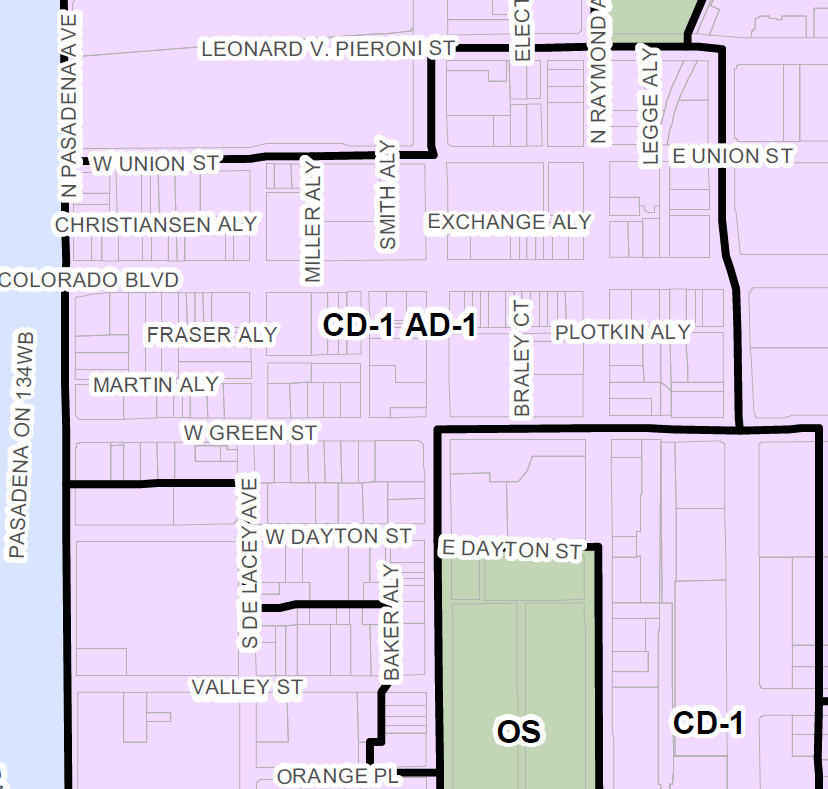 ELECT
N RAYMOND A
N PASADENA AVE
LEONARD V. PIERONI ST
LEGGE ALY
W UNION ST
SMITH ALY
E UNION ST
MILLER ALY
CHRISTIANSEN ALY
EXCHANGE ALY
COLORADO BLVD
FRASER ALY
CD-1 AD-1
BRALEY CT
PLOTKIN ALY
PASADENA ON 134WB
MARTIN ALY
W GREEN ST
S DE LACEY AVE
W DAYTON ST
E DAYTON ST
BAKER ALY
VALLEY ST
OS
CD-1
ORANGE PL